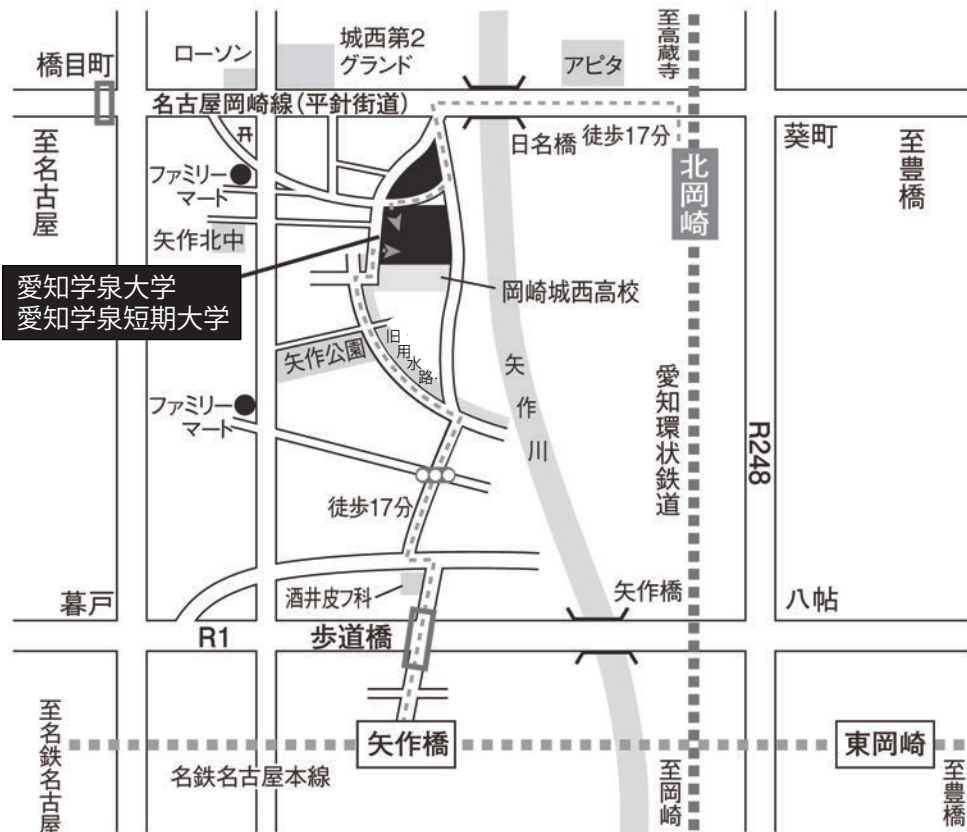 橋目町
ローソン
城西第2
グランド
アピタ
至高蔵寺
名古屋岡崎線(平針街道)
日名橋
徒歩17分
葵町
至名古屋
至豊橋
北岡崎
ファミリー
マート
矢作北中
愛知学泉大学
愛知学泉短期大学
岡崎城西高校
矢作公園
旧用水路
矢作川
愛知環状鉄道
R248
ファミリー
マート
徒歩17分
暮戸
酒井皮フ科
矢作橋
八帖
R1
歩道橋
至名鉄名古屋
矢作橋
東岡崎
名鉄名古屋本線
至岡崎
至豊橋